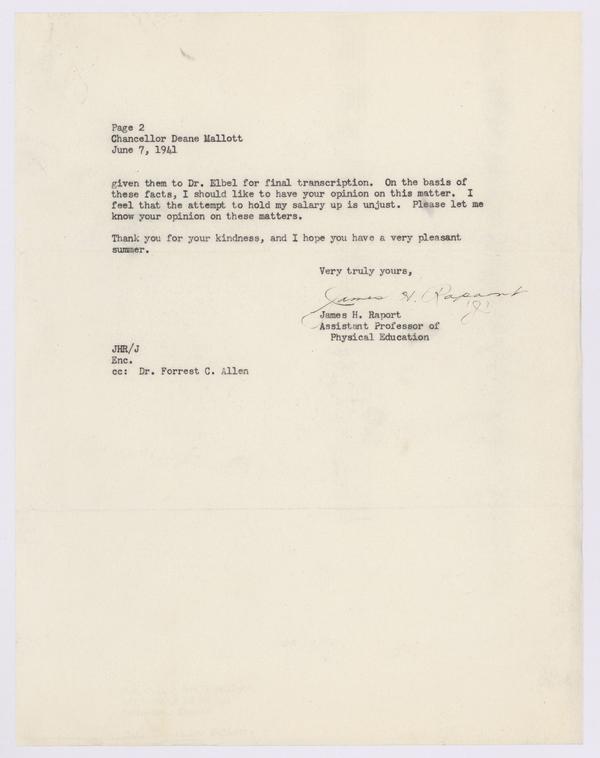 Page 2
Chancellor Deane Mallott
June 7, 1941
given them to Dr. Elbel for final transcription. On the basis of
these facts, I should like to have your opinion on this matter. I
feel that the attempt to hold my salary up is unjust. Please let me
know your opinion on these matters.
Thank you for your kindness, and I hope you have a very pleasant
summer.
Very truly yours,
James H. Raport
"J"
James H. Raport
Assistant Professor of
Physical Education
JHR/J
Enc.
cc: Dr. Forrest C. Allen